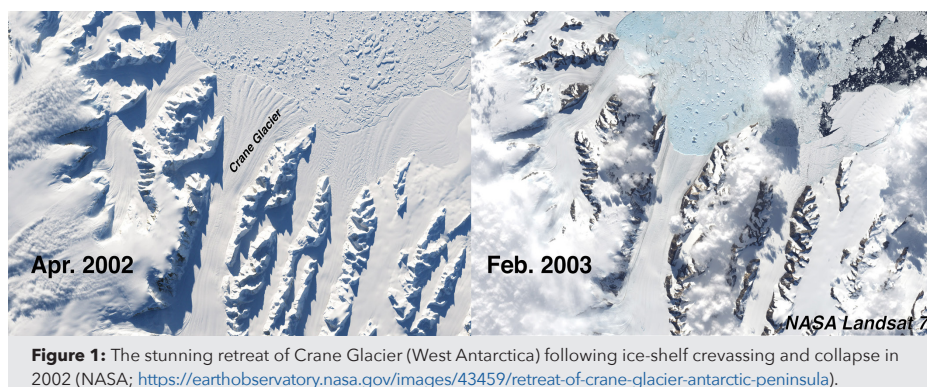 Crane Glacier
Apr. 2002
Feb. 2003
NASA Landsat 7
Figure 1: The stunning retreat of Crane Glacier (West Antarctica) following ice-shelf crevassing and collapse in
2002 (NASA; https://earthobservatory.nasa.gov/images/43459/retreat-of-crane-glacier-antarctic-peninsula).